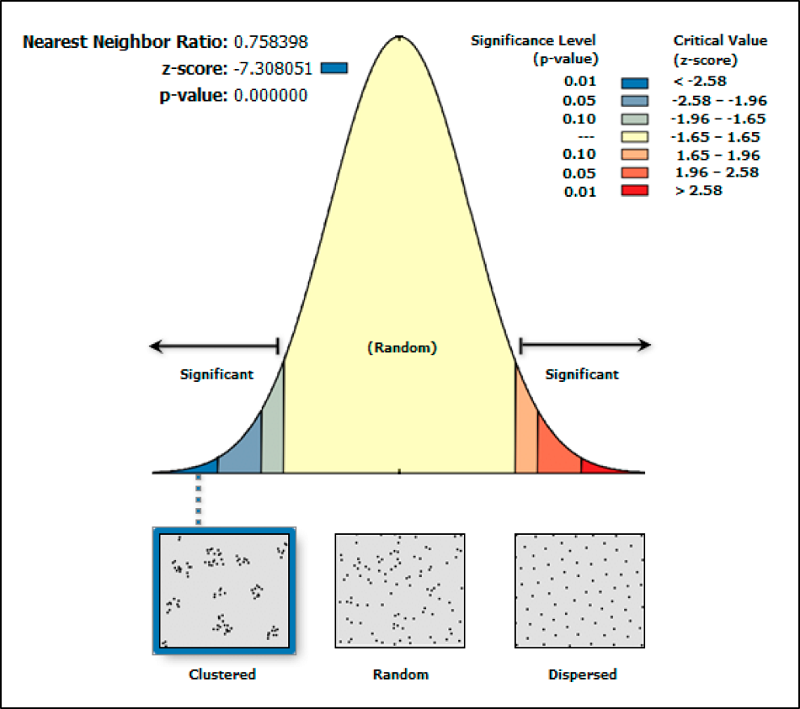 Nearest Neighbor Ratio: 0.758398
z-score: -7.308051
p-value: 0.000000
Significance Level
(p-value)
Critical Value
(z-score)
0.01 < -2.58
0.05 -2.58 – -1.96
0.10 -1.96 – -1.65
--- -1.65 – 1.65
0.10 1.65 – 1.96
0.05 1.96 – 2.58
0.01 > 2.58
(Random)
Significant
Significant
Clustered
Random
Dispersed